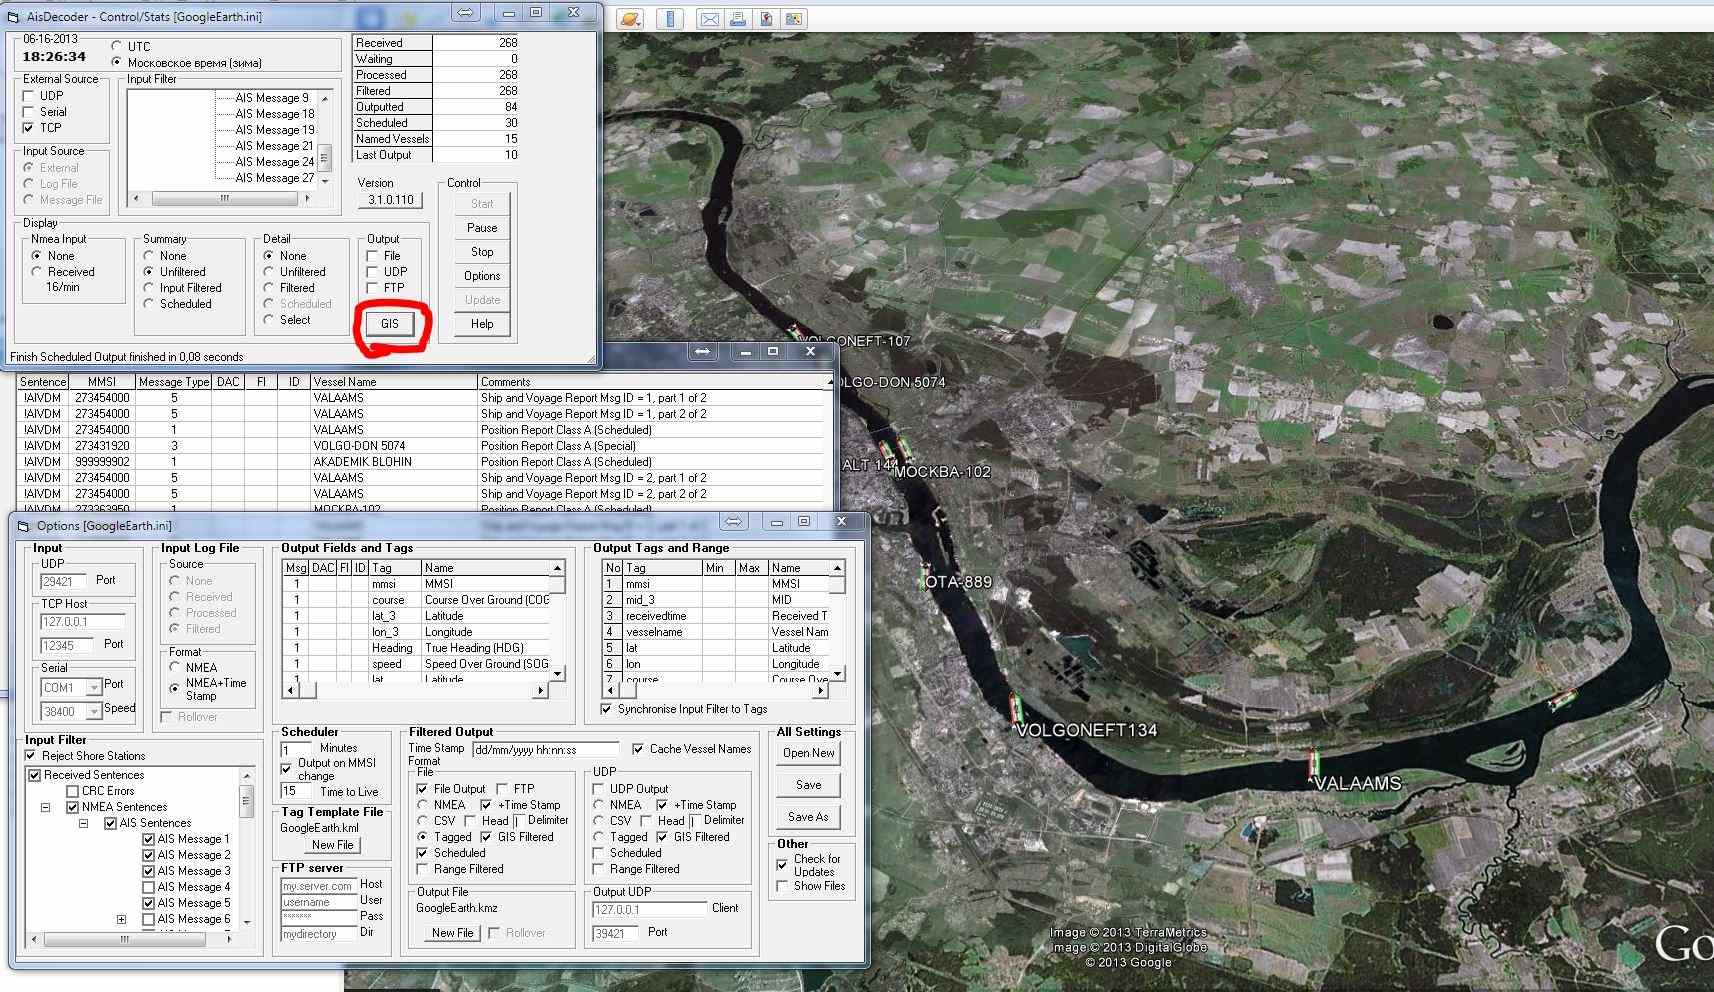 AisDecoder - Control/Stats [GoogleEarth.ini]
06-16-2013
18:26:34
UTC
Московское время (зима)
External Source
UDP
Serial
TCP
Input Filter
AIS Message 9
AIS Message 18
AIS Message 19
AIS Message 21
AIS Message 24
AIS Message 27
Input Source
External
Log File
Message File
Received 268
Waiting 0
Processed 268
Filtered 268
Outputted 84
Scheduled 30
Named Vessels 15
Last Output 10
Version
3.1.0.110
Control
Start
Pause
Stop
Options
Update
Help
Display
Nmea Input
None
Received
16/min
Summary
None
Unfiltered
Input Filtered
Scheduled
Detail
None
Unfiltered
Filtered
Scheduled
Select
Output
File
UDP
FTP
GIS
Finish Scheduled Output finished in 0,08 seconds
Sentence MMSI Message Type DAC FI ID Vessel Name Comments
!AIVDM 273454000 5 VALAAMS Ship and Voyage Report Msg ID = 1, part 1 of 2
!AIVDM 273454000 5 VALAAMS Ship and Voyage Report Msg ID = 1, part 2 of 2
!AIVDM 273454000 1 VALAAMS Position Report Class A (Scheduled)
!AIVDM 273431920 3 VOLGO-DON 5074 Position Report Class A (Special)
!AIVDM 999999902 1 AKADEMIK BLOHIN Position Report Class A (Scheduled)
!AIVDM 273454000 5 VALAAMS Ship and Voyage Report Msg ID = 2, part 1 of 2
!AIVDM 273454000 5 VALAAMS Ship and Voyage Report Msg ID = 2, part 2 of 2
!AIVDM 273363950 1 MOCKBA-102 Position Report Class A (Scheduled)
Options [GoogleEarth.ini]
Input
UDP
29421 Port
TCP Host
127.0.0.1
12345 Port
Serial
COM1 Port
38400 Speed
Input Log File
Source
None
Received
Processed
Filtered
Format
NMEA
NMEA+Time Stamp
Rollover
Output Fields and Tags
Msg DAC FI ID Tag Name
1 mmsi MMSI
1 course Course Over Ground (COG
1 lat_3 Latitude
1 lon_3 Longitude
1 Heading True Heading (HDG)
1 speed Speed Over Ground (SOG
1 lat Latitude
Output Tags and Range
No Tag Min Max Name
1 mmsi MMSI
2 mid_3 MID
3 receivedtime Received T
4 vesselname Vessel Nam
5 lat Latitude
6 lon Longitude
7 course Course Ove
Synchronise Input Filter to Tags
Input Filter
Reject Shore Stations
Received Sentences
CRC Errors
NMEA Sentences
AIS Sentences
AIS Message 1
AIS Message 2
AIS Message 3
AIS Message 4
AIS Message 5
AIS Message 6
Scheduler
1 Minutes
Output on MMSI change
15 Time to Live
Tag Template File
GoogleEarth.kml
New File
FTP server
my.server.com Host
username User
******* Pass
mydirectory Dir
Filtered Output
Time Stamp Format dd/mm/yyyy hh:nn:ss
Cache Vessel Names
File
File Output FTP
NMEA +Time Stamp
CSV Head Delimiter
Tagged GIS Filtered
Scheduled
Range Filtered
Output File
GoogleEarth.kmz
New File Rollover
UDP
UDP Output
NMEA +Time Stamp
CSV Head Delimiter
Tagged GIS Filtered
Scheduled
Range Filtered
Output UDP
127.0.0.1 Client
39421 Port
All Settings
Open New
Save
Save As
Other
Check for Updates
Show Files
VOLGONEFT-107
OLGO-DON 5074
ALT 144
MOCKBA-102
OTA-889
VOLGONEFT134
VALAAMS
Image © 2013 TerraMetrics
Image © 2013 DigitalGlobe
© 2013 Google
Go